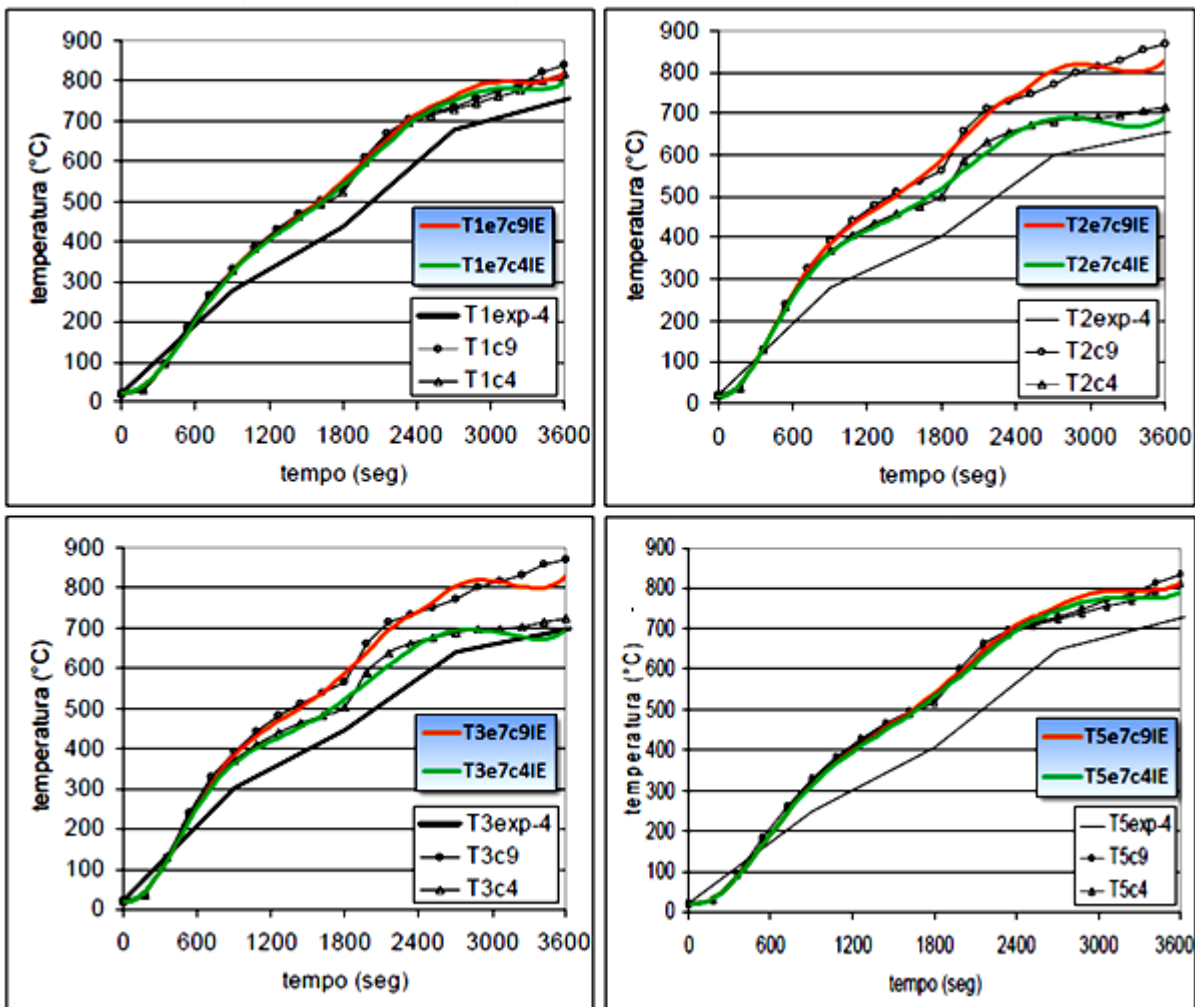 900
800
700
600
500
400
300
200
100
0
temperatura (°C)
T1e7c9IE
T1e7c4IE
T1exp-4
T1c9
T1c4
0 600 1200 1800 2400 3000 3600
tempo (seg)
900
800
700
600
500
400
300
200
100
0
temperatura (°C)
T2e7c9IE
T2e7c4IE
T2exp-4
T2c9
T2c4
0 600 1200 1800 2400 3000 3600
tempo (seg)
900
800
700
600
500
400
300
200
100
0
temperatura (°C)
T3e7c9IE
T3e7c4IE
T3exp-4
T3c9
T3c4
0 600 1200 1800 2400 3000 3600
tempo (seg)
900
800
700
600
500
400
300
200
100
0
temperatura (°C)
T5e7c9IE
T5e7c4IE
T5exp-4
T5c9
T5c4
0 600 1200 1800 2400 3000 3600
tempo (seg)